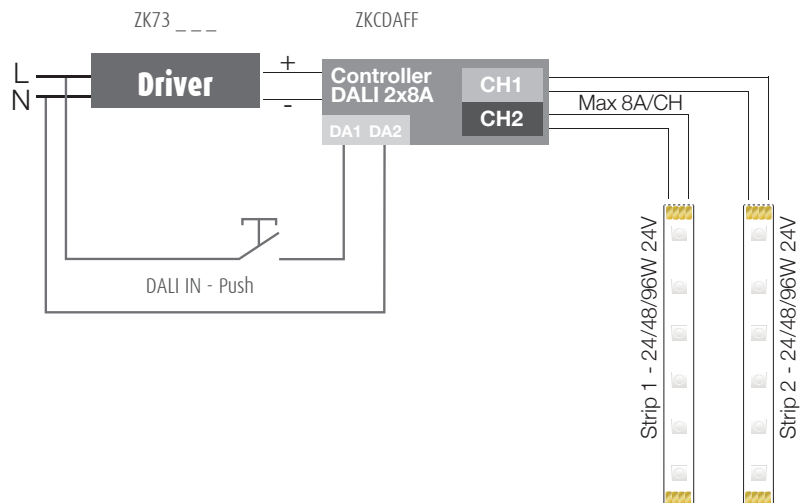 ZK73 _ _ _
ZKCDAFF
L
N
Driver
+
-
Controller
DALI 2x8A
CH1
CH2
DA1 DA2
Max 8A/CH
DALI IN - Push
Strip 1 - 24/48/96W 24V
Strip 2 - 24/48/96W 24V